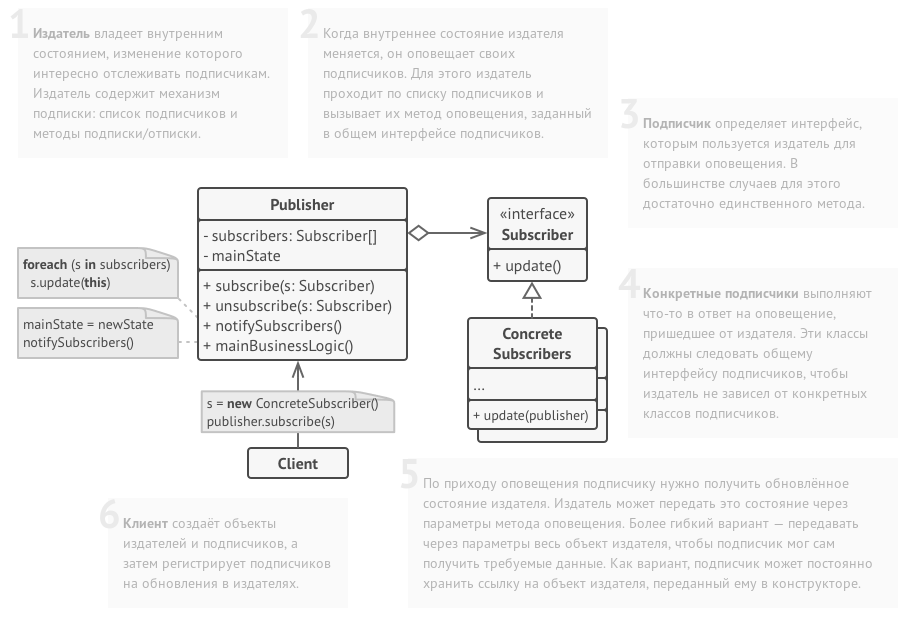 1
Издатель владеет внутренним
состоянием, изменение которого
интересно отслеживать подписчикам.
Издатель содержит механизм
подписки: список подписчиков и
методы подписки/отписки.
2
Когда внутреннее состояние издателя
меняется, он оповещает своих
подписчиков. Для этого издатель
проходит по списку подписчиков и
вызывает их метод оповещения, заданный
в общем интерфейсе подписчиков.
3
Подписчик определяет интерфейс,
которым пользуется издатель для
отправки оповещения. В
большинстве случаев для этого
достаточно единственного метода.
Publisher
- subscribers: Subscriber[]
- mainState
+ subscribe(s: Subscriber)
+ unsubscribe(s: Subscriber)
+ notifySubscribers()
+ mainBusinessLogic()
«interface»
Subscriber
+ update()
foreach (s in subscribers)
s.update(this)
mainState = newState
notifySubscribers()
4
Конкретные подписчики выполняют
что-то в ответ на оповещение,
пришедшее от издателя. Эти классы
должны следовать общему
интерфейсу подписчиков, чтобы
издатель не зависел от конкретных
классов подписчиков.
Concrete
Subscribers
...
+ update(publisher)
s = new ConcreteSubscriber()
publisher.subscribe(s)
Client
5
По приходу оповещения подписчику нужно получить обновлённое
состояние издателя. Издатель может передать это состояние через
параметры метода оповещения. Более гибкий вариант — передавать
через параметры весь объект издателя, чтобы подписчик мог сам
получить требуемые данные. Как вариант, подписчик может постоянно
хранить ссылку на объект издателя, переданный ему в конструкторе.
6
Клиент создаёт объекты
издателей и подписчиков, а
затем регистрирует подписчиков
на обновления в издателях.